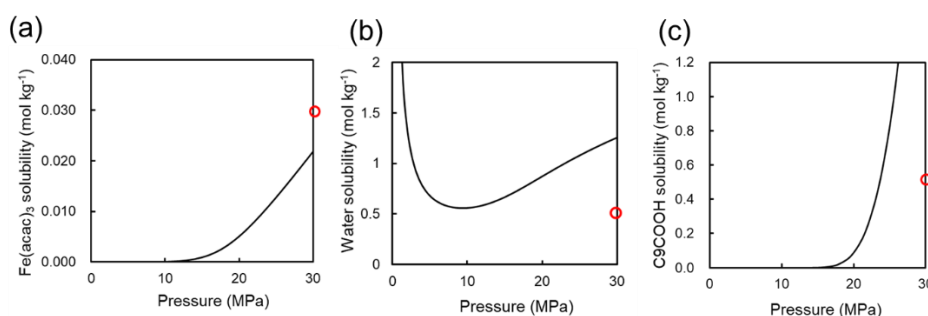 (a)
Fe(acac)₃ solubility (mol kg⁻¹)
0.040
0.030
0.020
0.010
0.000
0 10 20 30
Pressure (MPa)
(b)
Water solubility (mol kg⁻¹)
2
1.5
1
0.5
0
0 10 20 30
Pressure (MPa)
(c)
C9COOH solubility (mol kg⁻¹)
1.2
1.0
0.8
0.6
0.4
0.2
0.0
0 10 20 30
Pressure (MPa)